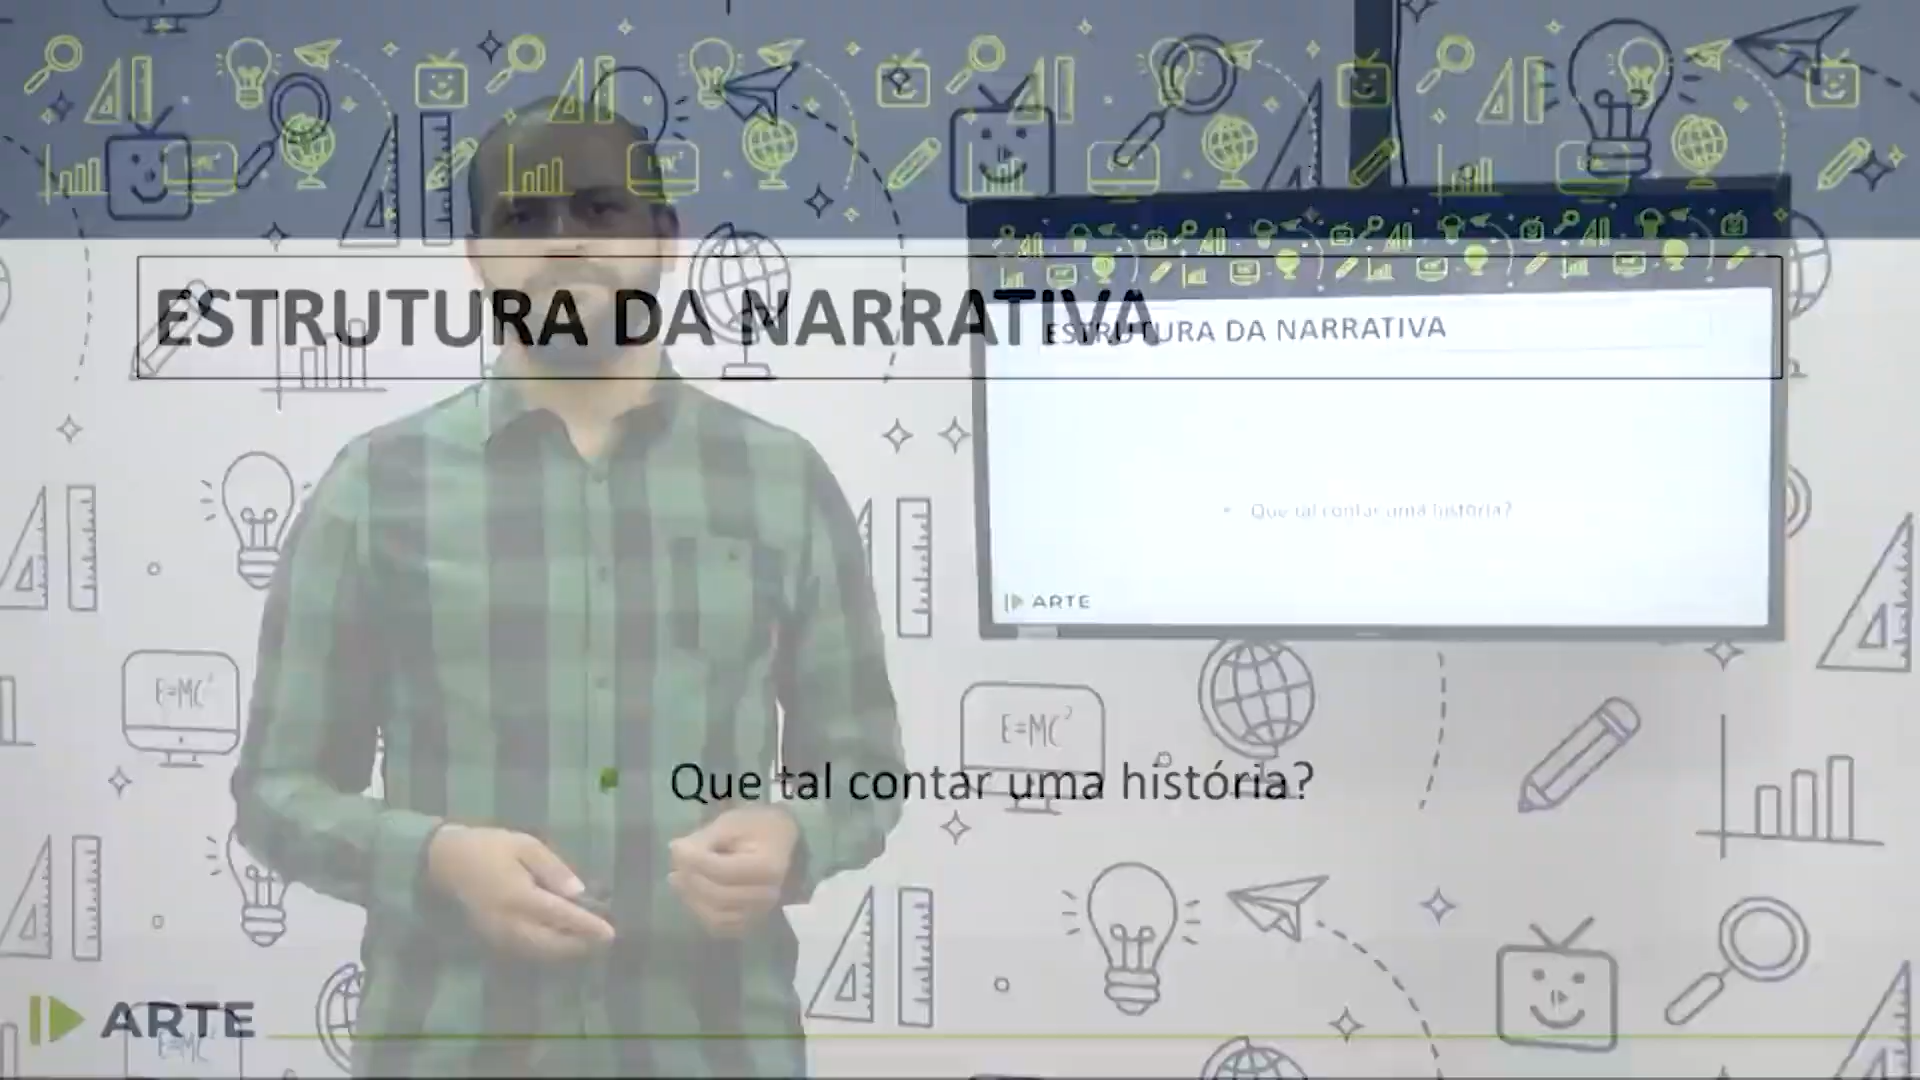 ESTRUTURA DA NARRATIVA
ESTRUTURA DA NARRATIVA
• Que tal contar uma história?
ARTE
E=MC²
E=MC²
Que tal contar uma história?
ARTE
E=MC²